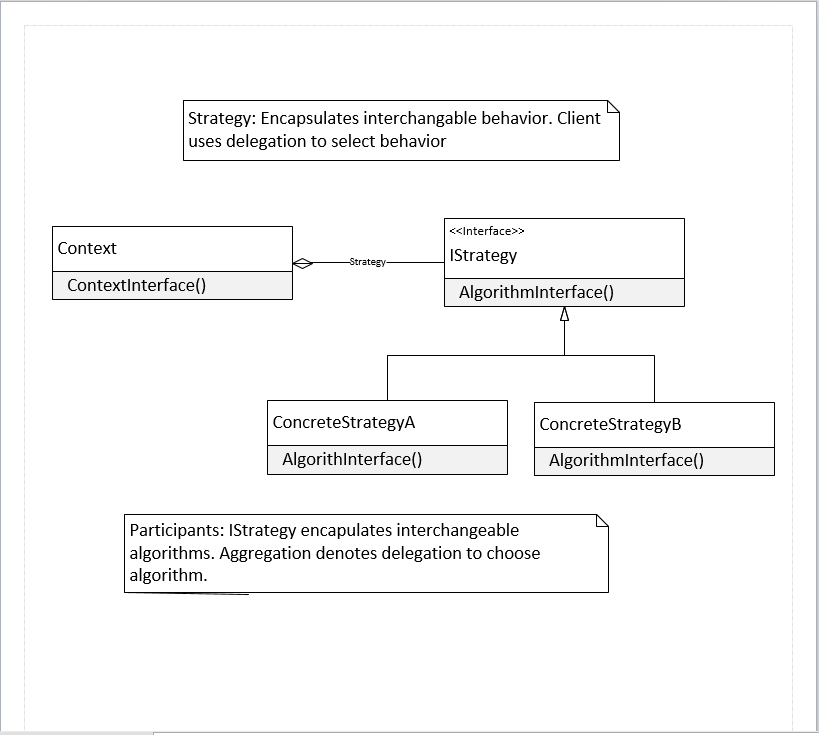 Strategy: Encapsulates interchangable behavior. Client
uses delegation to select behavior
Context
ContextInterface()
Strategy
<<Interface>>
IStrategy
AlgorithmInterface()
ConcreteStrategyA
AlgorithInterface()
ConcreteStrategyB
AlgorithmInterface()
Participants: IStrategy encapulates interchangeable
algorithms. Aggregation denotes delegation to choose
algorithm.